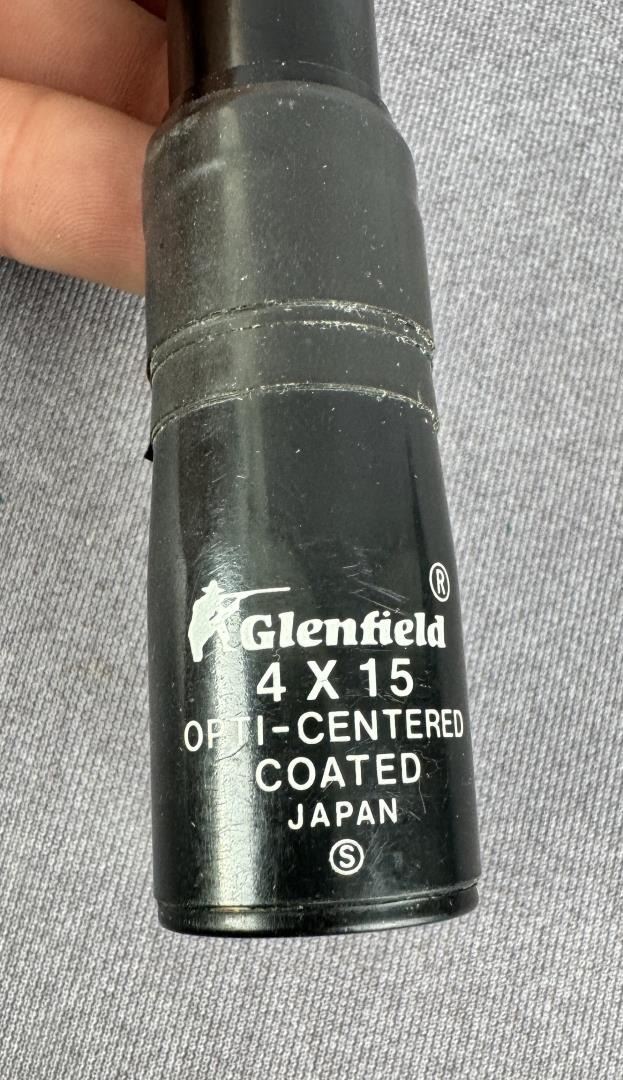 Glenfield ®
4 X 15
OPTI-CENTERED
COATED
JAPAN
Ⓢ